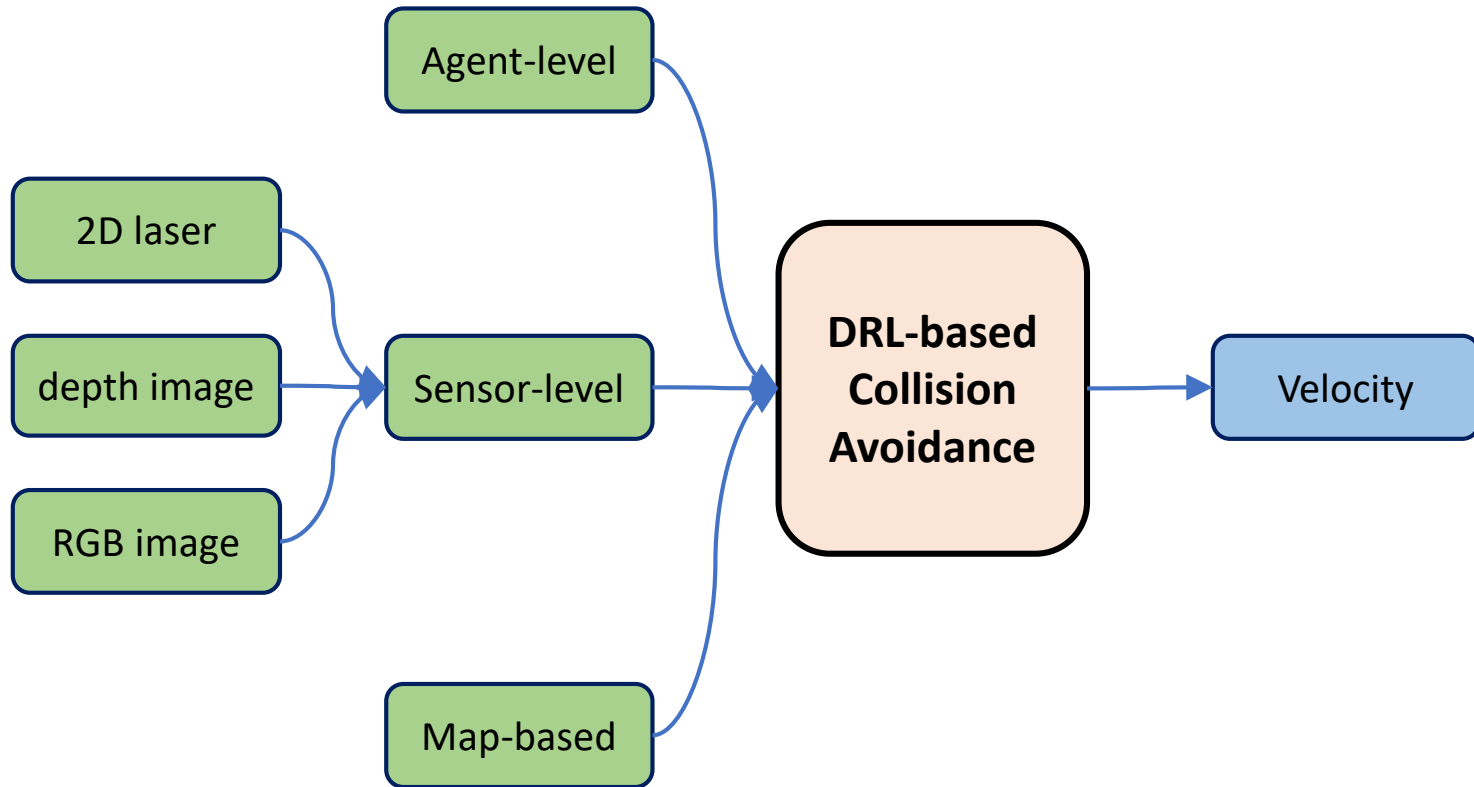 Agent-level
2D laser
depth image
RGB image
Sensor-level
Map-based
DRL-based
Collision
Avoidance
Velocity